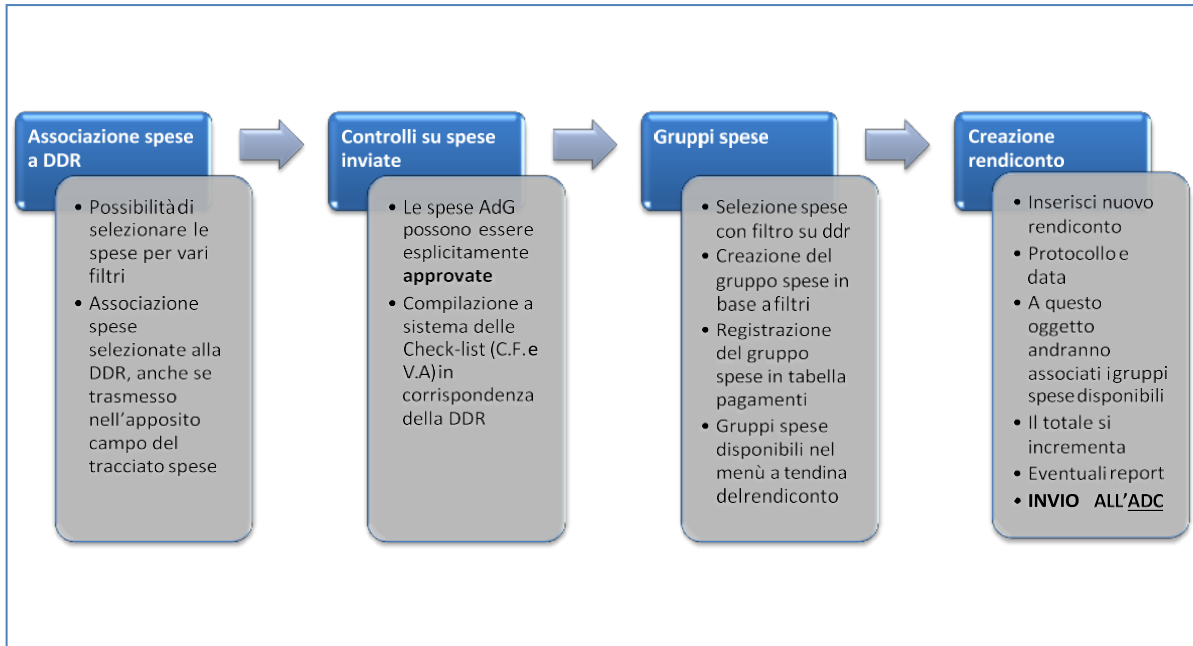 Associazione spese
a DDR
• Possibilità di
selezionare le
spese per vari
filtri
• Associazione
spese
selezionate alla
DDR, anche se
trasmesso
nell'apposito
campo del
tracciato spese
Controlli su spese
inviate
• Le spese AdG
possono essere
esplicitamente
approvate
• Compilazione a
sistema delle
Check-list (C.F. e
V.A) in
corrispondenza
della DDR
Gruppi spese
• Selezione spese
con filtro su ddr
• Creazione del
gruppo spese in
base a filtri
• Registrazione
del gruppo
spese in tabella
pagamenti
• Gruppi spese
disponibili nel
menù a tendina
delrendiconto
Creazione
rendiconto
• Inserisci nuovo
rendiconto
• Protocollo e
data
• A questo
oggetto
andranno
associati i gruppi
spese disponibili
• Il totale si
incrementa
• Eventuali report
• INVIO ALL'ADC